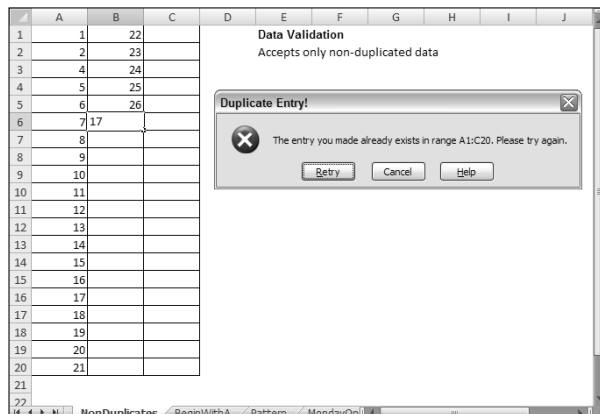 A B C D E F G H I J
1 1 22 Data Validation
2 2 23 Accepts only non-duplicated data
3 4 24
4 5 25
5 6 26
Duplicate Entry!
6 7 17
The entry you made already exists in range A1:C20. Please try again.
7 8
8 9
9 10
Retry Cancel Help
10 11
11 12
12 13
13 14
14 15
15 16
16 17
17 18
18 19
19 20
20 21
21
22
NonDuplicates BeginWithA Pattern MondayOnl